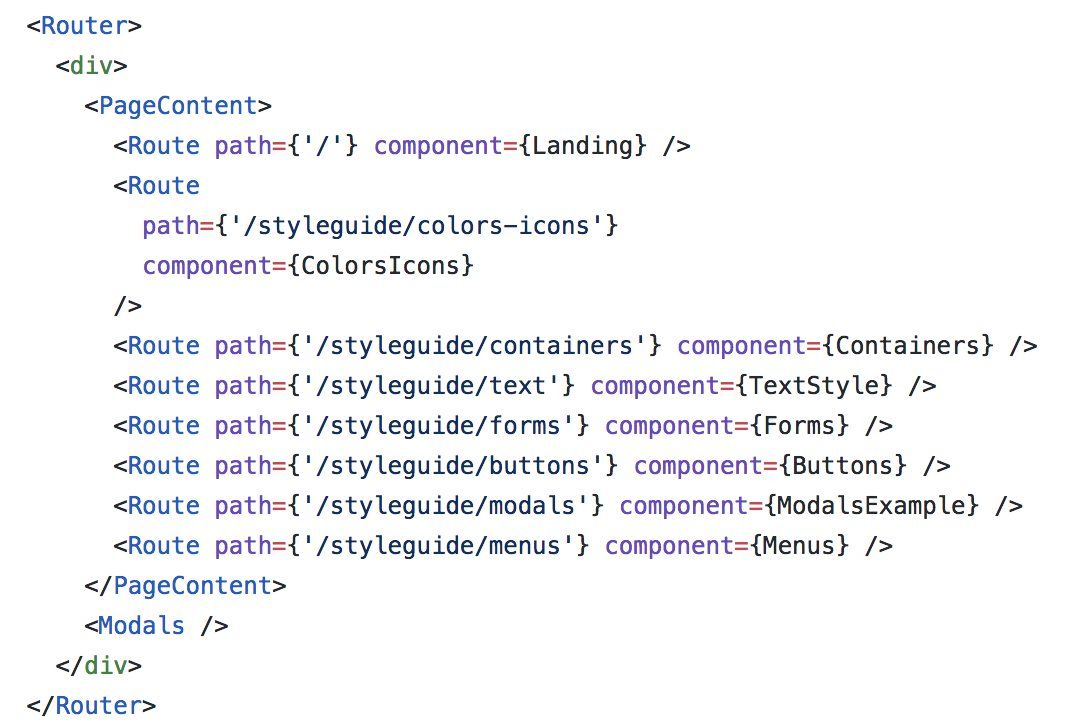 <Router>
  <div>
    <PageContent>
      <Route path={'/'} component={Landing} />
      <Route
        path={'/styleguide/colors-icons'}
        component={ColorsIcons}
      />
      <Route path={'/styleguide/containers'} component={Containers} />
      <Route path={'/styleguide/text'} component={TextStyle} />
      <Route path={'/styleguide/forms'} component={Forms} />
      <Route path={'/styleguide/buttons'} component={Buttons} />
      <Route path={'/styleguide/modals'} component={ModalsExample} />
      <Route path={'/styleguide/menus'} component={Menus} />
    </PageContent>
    <Modals />
  </div>
</Router>